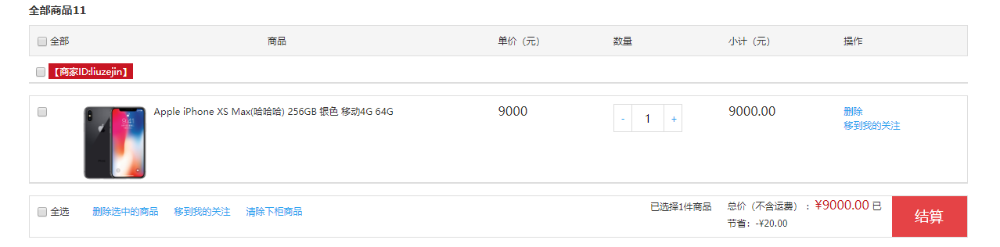 全部商品11
全部 商品 单价（元） 数量 小计（元） 操作
【商家ID:liuzejin】
Apple iPhone XS Max(哈哈哈) 256GB 银色 移动4G 64G 9000 - 1 + 9000.00 删除
移到我的关注
全选 删除选中的商品 移到我的关注 清除下柜商品 已选择1件商品 总价（不含运费）：¥9000.00 已
节省：-¥20.00
结算